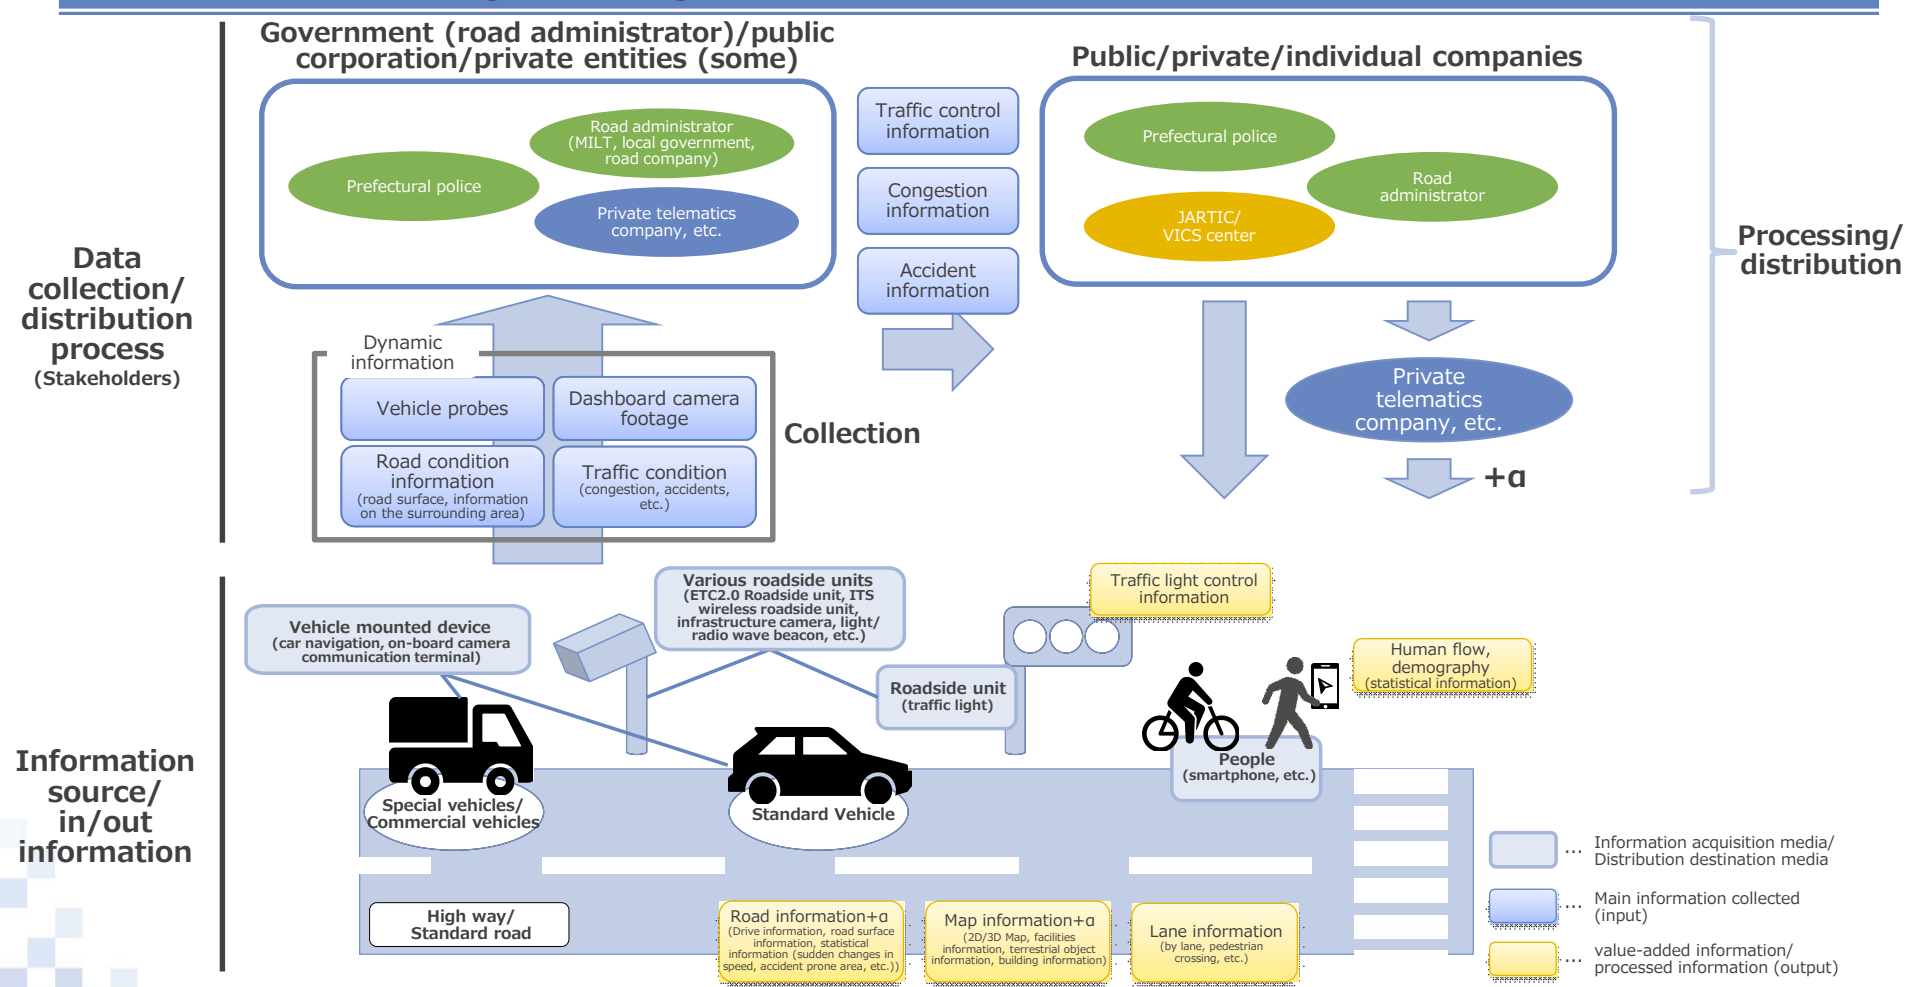 Government (road administrator)/public
corporation/private entities (some)
Public/private/individual companies
Data
collection/
distribution
process
(Stakeholders)
Prefectural police
Road administrator
(MILT, local government,
road company)
Private telematics
company, etc.
Traffic control
information
Congestion
information
Accident
information
Prefectural police
Road
administrator
JARTIC/
VICS center
Processing/
distribution
Dynamic
information
Vehicle probes
Dashboard camera
footage
Road condition
information
(road surface, information
on the surrounding area)
Traffic condition
(congestion, accidents,
etc.)
Collection
Private
telematics
company, etc.
+α
Information
source/
in/out
information
Vehicle mounted device
(car navigation, on-board camera
communication terminal)
Various roadside units
(ETC2.0 Roadside unit, ITS
wireless roadside unit,
infrastructure camera, light/
radio wave beacon, etc.)
Roadside unit
(traffic light)
Traffic light control
information
Human flow,
demography
(statistical information)
People
(smartphone, etc.)
Special vehicles/
Commercial vehicles
Standard Vehicle
High way/
Standard road
Road information+α
(Drive information, road surface
information, statistical
information (sudden changes in
speed, accident prone area, etc.))
Map information+α
(2D/3D Map, facilities
information, terrestrial object
information, building information)
Lane information
(by lane, pedestrian
crossing, etc.)
... Information acquisition media/
Distribution destination media
... Main information collected
(input)
... value-added information/
processed information (output)